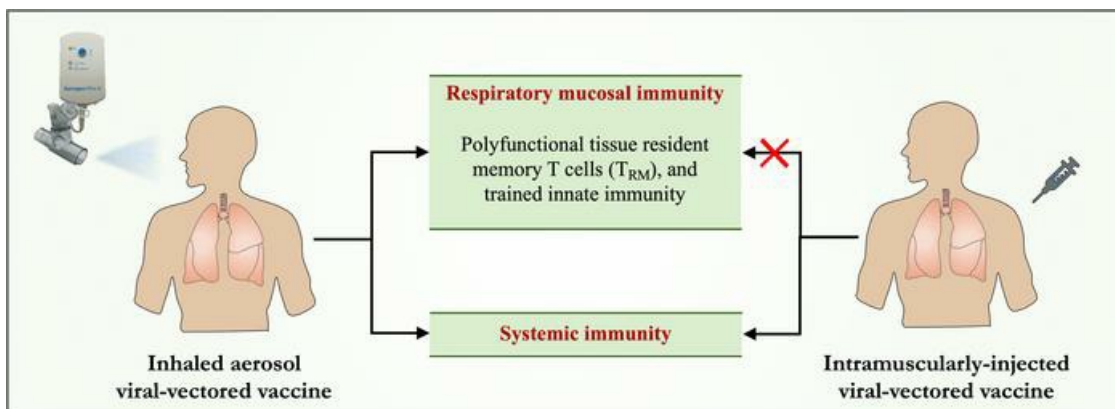 Respiratory mucosal immunity
Polyfunctional tissue resident
memory T cells (T_RM), and
trained innate immunity
Systemic immunity
Inhaled aerosol
viral-vectored vaccine
Intramuscularly-injected
viral-vectored vaccine